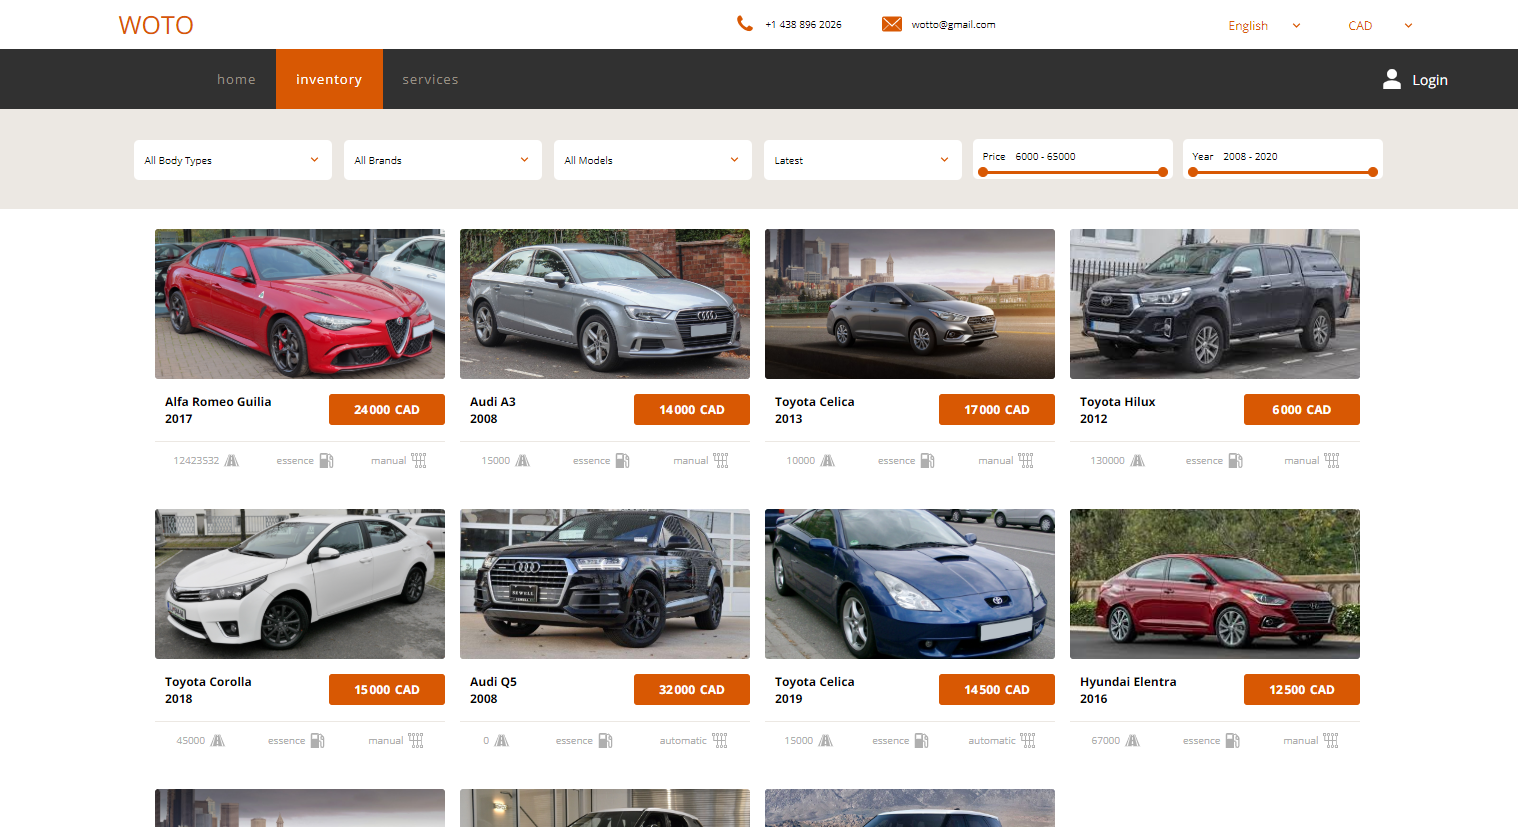 WOTO
+1 438 896 2026
wotto@gmail.com
English
CAD
home
inventory
services
Login
All Body Types
All Brands
All Models
Latest
Price 6000 - 65000
Year 2008 - 2020
Alfa Romeo Guilia
2017
24 000 CAD
Audi A3
2008
14 000 CAD
Toyota Celica
2013
17 000 CAD
Toyota Hilux
2012
6 000 CAD
12423532
essence
manual
15000
essence
manual
10000
essence
manual
130000
essence
manual
Toyota Corolla
2018
15 000 CAD
Audi Q5
2008
32 000 CAD
Toyota Celica
2019
14 500 CAD
Hyundai Elentra
2016
12 500 CAD
45000
essence
manual
0
essence
automatic
15000
essence
automatic
67000
essence
manual